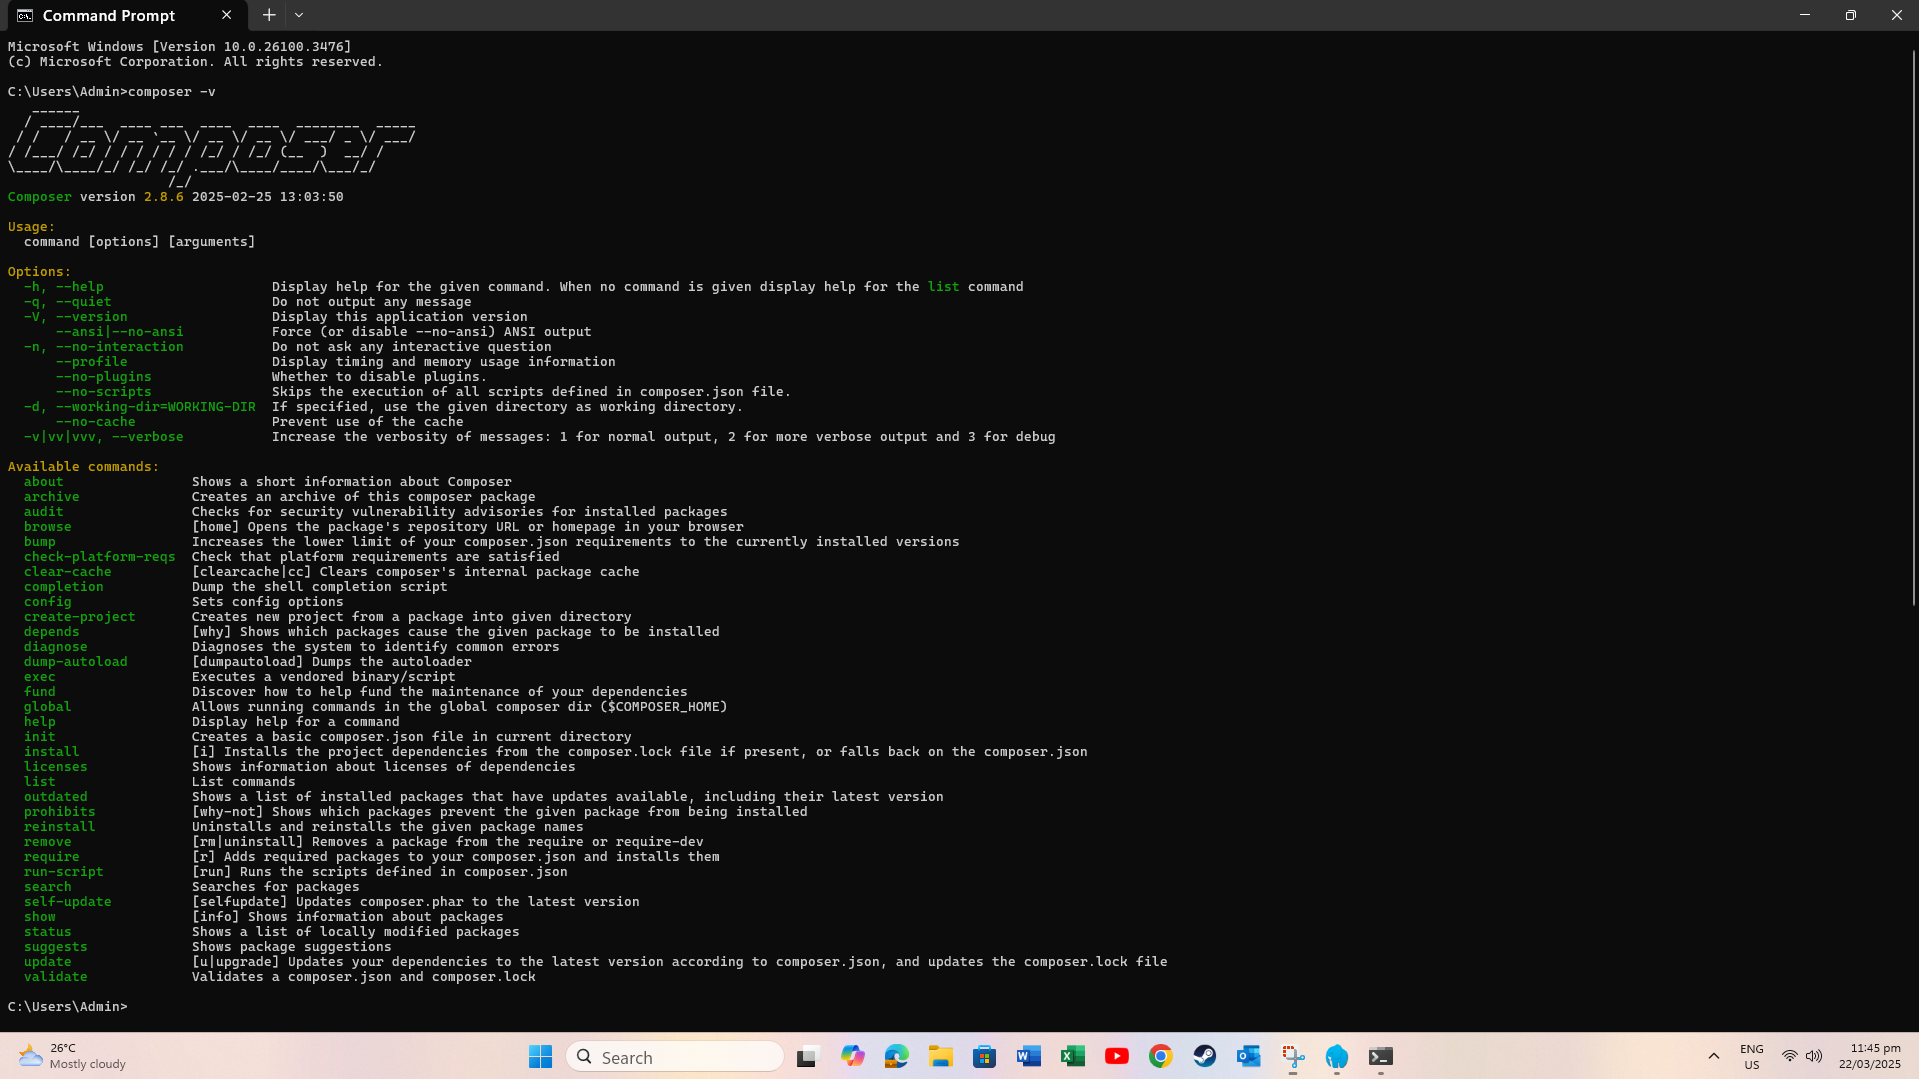 Command Prompt
Microsoft Windows [Version 10.0.26100.3476]
(c) Microsoft Corporation. All rights reserved.
C:\Users\Admin>composer -v
   ______
  / ____/___  ____ ___  ____  ____  ________  _____
 / /   / __ \/ __ `__ \/ __ \/ __ \/ ___/ _ \/ ___/
/ /___/ /_/ / / / / / / /_/ / /_/ (__  )  __/ /
\____/\____/_/ /_/ /_/ .___/\____/____/\___/_/
                    /_/
Composer version 2.8.6 2025-02-25 13:03:50
Usage:
  command [options] [arguments]
Options:
  -h, --help                     Display help for the given command. When no command is given display help for the list command
  -q, --quiet                    Do not output any message
  -V, --version                  Display this application version
      --ansi|--no-ansi           Force (or disable --no-ansi) ANSI output
  -n, --no-interaction           Do not ask any interactive question
      --profile                  Display timing and memory usage information
      --no-plugins               Whether to disable plugins.
      --no-scripts               Skips the execution of all scripts defined in composer.json file.
  -d, --working-dir=WORKING-DIR  If specified, use the given directory as working directory.
      --no-cache                 Prevent use of the cache
  -v|vv|vvv, --verbose           Increase the verbosity of messages: 1 for normal output, 2 for more verbose output and 3 for debug
Available commands:
  about                Shows a short information about Composer
  archive              Creates an archive of this composer package
  audit                Checks for security vulnerability advisories for installed packages
  browse               [home] Opens the package's repository URL or homepage in your browser
  bump                 Increases the lower limit of your composer.json requirements to the currently installed versions
  check-platform-reqs  Check that platform requirements are satisfied
  clear-cache          [clearcache|cc] Clears composer's internal package cache
  completion           Dump the shell completion script
  config               Sets config options
  create-project       Creates new project from a package into given directory
  depends              [why] Shows which packages cause the given package to be installed
  diagnose             Diagnoses the system to identify common errors
  dump-autoload        [dumpautoload] Dumps the autoloader
  exec                 Executes a vendored binary/script
  fund                 Discover how to help fund the maintenance of your dependencies
  global               Allows running commands in the global composer dir ($COMPOSER_HOME)
  help                 Display help for a command
  init                 Creates a basic composer.json file in current directory
  install              [i] Installs the project dependencies from the composer.lock file if present, or falls back on the composer.json
  licenses             Shows information about licenses of dependencies
  list                 List commands
  outdated             Shows a list of installed packages that have updates available, including their latest version
  prohibits            [why-not] Shows which packages prevent the given package from being installed
  reinstall            Uninstalls and reinstalls the given package names
  remove               [rm|uninstall] Removes a package from the require or require-dev
  require              [r] Adds required packages to your composer.json and installs them
  run-script           [run] Runs the scripts defined in composer.json
  search               Searches for packages
  self-update          [selfupdate] Updates composer.phar to the latest version
  show                 [info] Shows information about packages
  status               Shows a list of locally modified packages
  suggests             Shows package suggestions
  update               [u|upgrade] Updates your dependencies to the latest version according to composer.json, and updates the composer.lock file
  validate             Validates a composer.json and composer.lock
C:\Users\Admin>
26°C
Mostly cloudy
Search
ENG
US
11:45 pm
22/03/2025